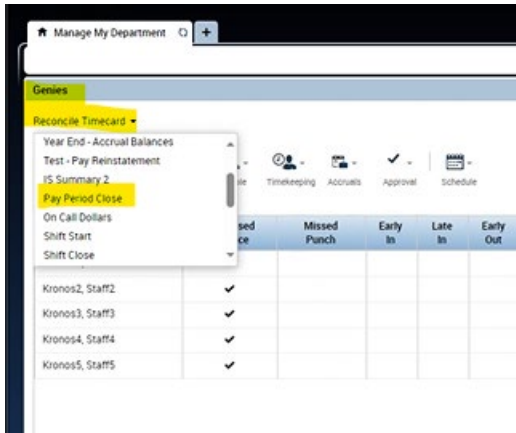 Manage My Department
+
Genies
Reconcile Timecard
Year End - Accrual Balances
Test - Pay Reinstatement
IS Summary 2
Pay Period Close
On Call Dollars
Shift Start
Shift Close
Timekeeping Accruals Approval Schedule
Missed Punch Early In Late In Early Out
Kronos2, Staff2
Kronos3, Staff3
Kronos4, Staff4
Kronos5, Staff5